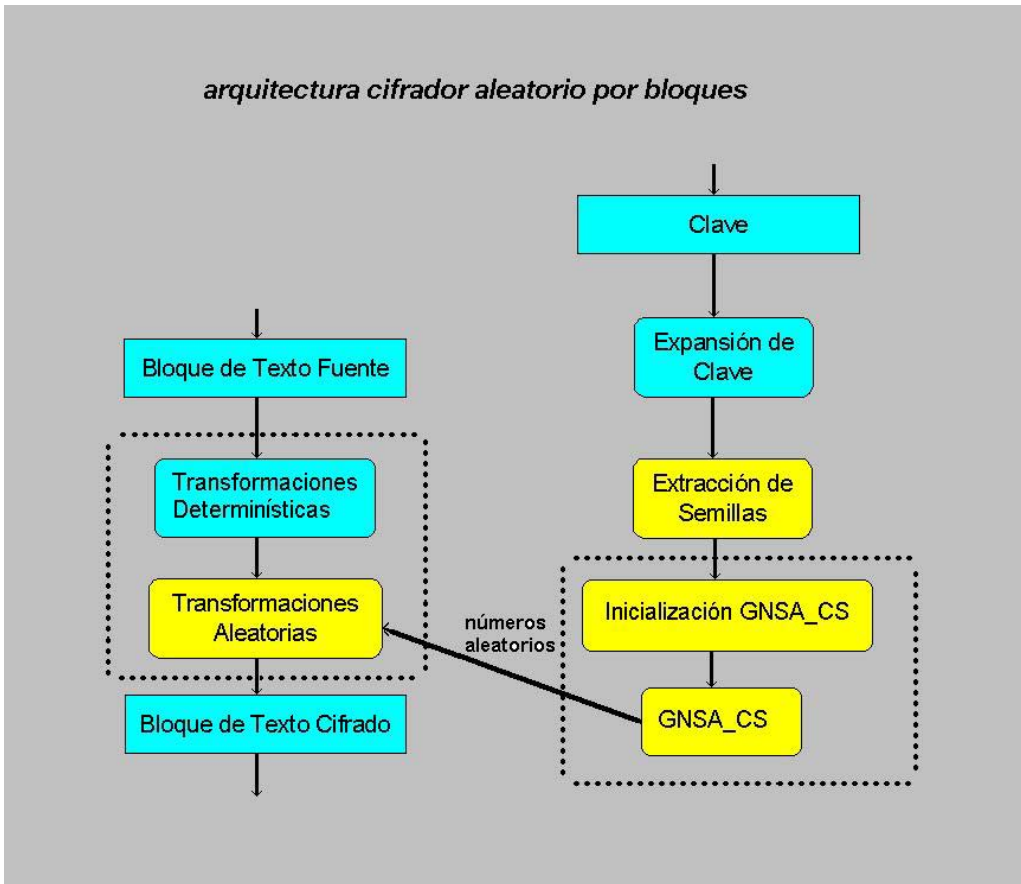 arquitectura cifrador aleatorio por bloques
Clave
Expansión de
Clave
Bloque de Texto Fuente
Transformaciones
Determinísticas
Extracción de
Semillas
Transformaciones
Aleatorias
números
aleatorios
Inicialización GNSA_CS
Bloque de Texto Cifrado
GNSA_CS